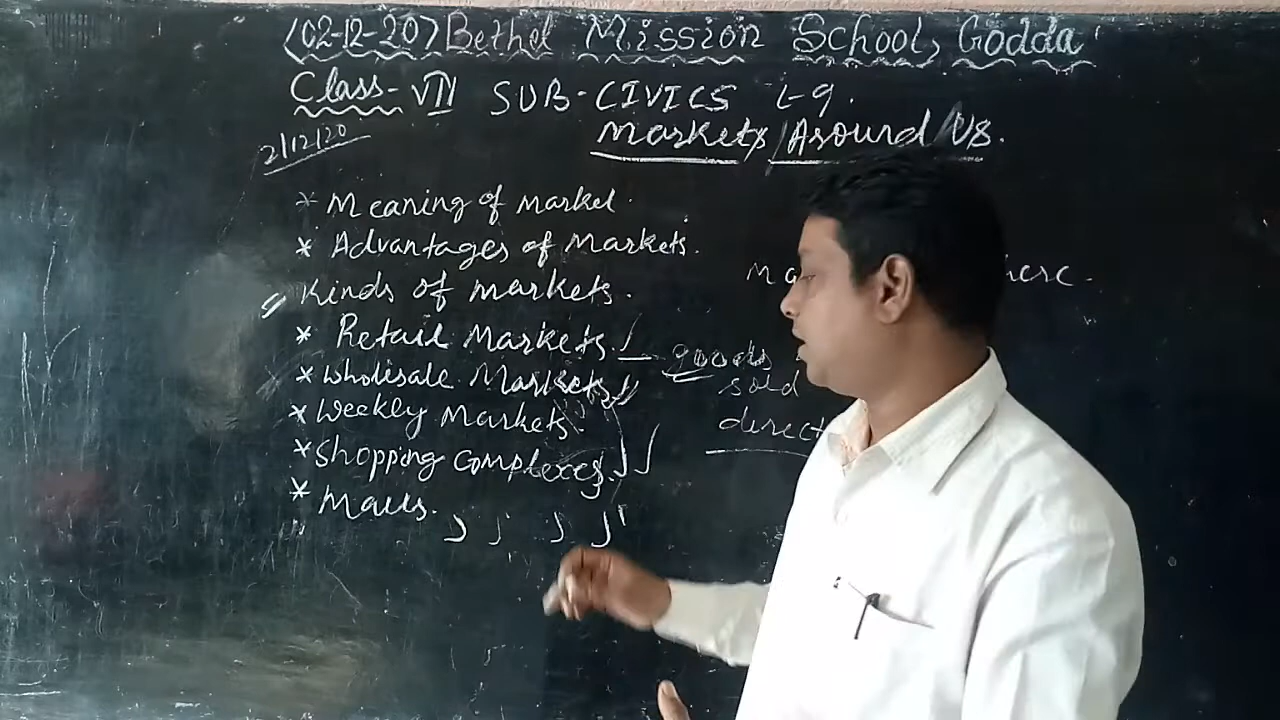 (02-12-20) Bethel Mission School, Godda
Class- VII SUB-CIVICS L-9.
2/12/20
Markets Around Us.
* Meaning of Market.
* Advantages of Markets.
Kinds of Markets.
* Retail Markets.
* Wholesale Markets
* Weekly Markets.
* Shopping Complexes.
* Malls.
goods
sold
direct